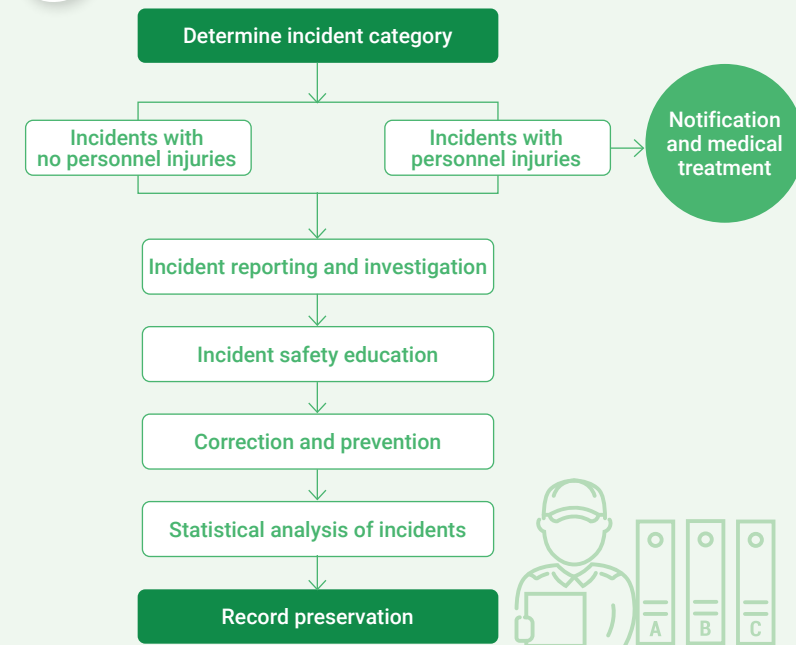 Determine incident category
Incidents with
no personnel injuries
Incidents with
personnel injuries
Notification
and medical
treatment
Incident reporting and investigation
Incident safety education
Correction and prevention
Statistical analysis of incidents
Record preservation
A
B
C